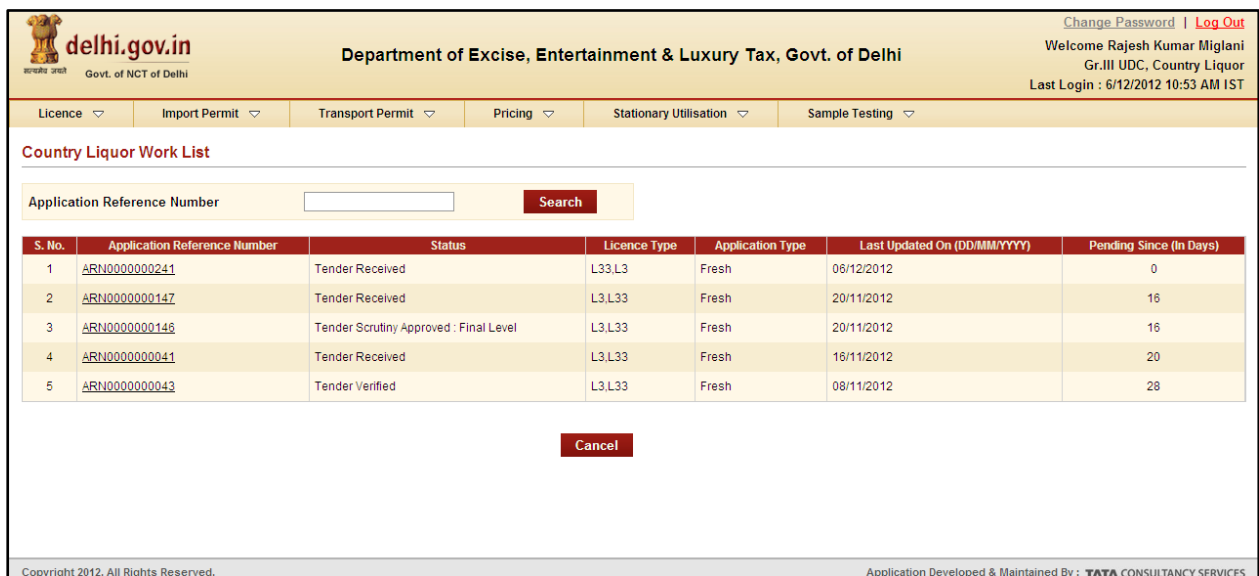 Change Password | Log Out
delhi.gov.in
सत्यमेव जयते
Govt. of NCT of Delhi
Department of Excise, Entertainment & Luxury Tax, Govt. of Delhi
Welcome Rajesh Kumar Miglani
Gr.III UDC, Country Liquor
Last Login : 6/12/2012 10:53 AM IST
Licence Import Permit Transport Permit Pricing Stationary Utilisation Sample Testing
Country Liquor Work List
Application Reference Number Search
S. No. Application Reference Number Status Licence Type Application Type Last Updated On (DD/MM/YYYY) Pending Since (In Days)
1 ARN0000000241 Tender Received L33,L3 Fresh 06/12/2012 0
2 ARN0000000147 Tender Received L3,L33 Fresh 20/11/2012 16
3 ARN0000000146 Tender Scrutiny Approved : Final Level L3,L33 Fresh 20/11/2012 16
4 ARN0000000041 Tender Received L3,L33 Fresh 16/11/2012 20
5 ARN0000000043 Tender Verified L3,L33 Fresh 08/11/2012 28
Cancel
Copyright 2012. All Rights Reserved. Application Developed & Maintained By : TATA CONSULTANCY SERVICES